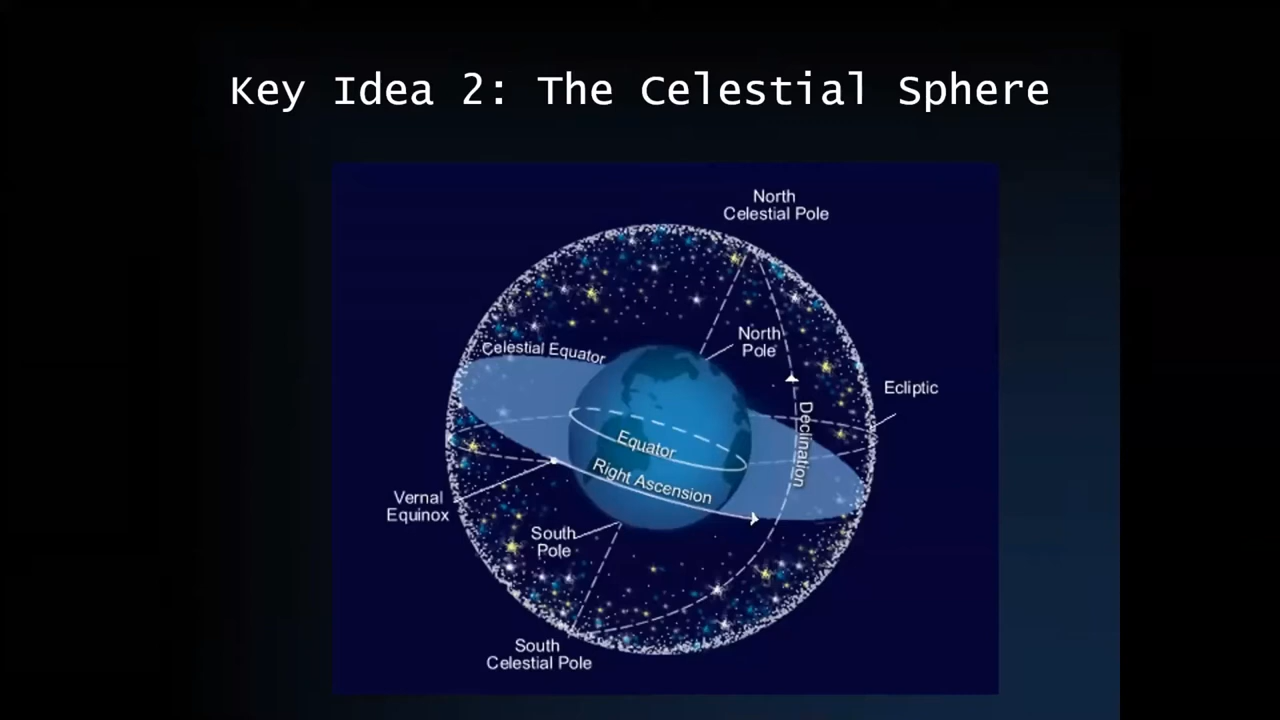 Key Idea 2: The Celestial Sphere
North
Celestial Pole
North
Pole
Celestial Equator
Ecliptic
Declination
Equator
Right Ascension
Vernal
Equinox
South
Pole
South
Celestial Pole